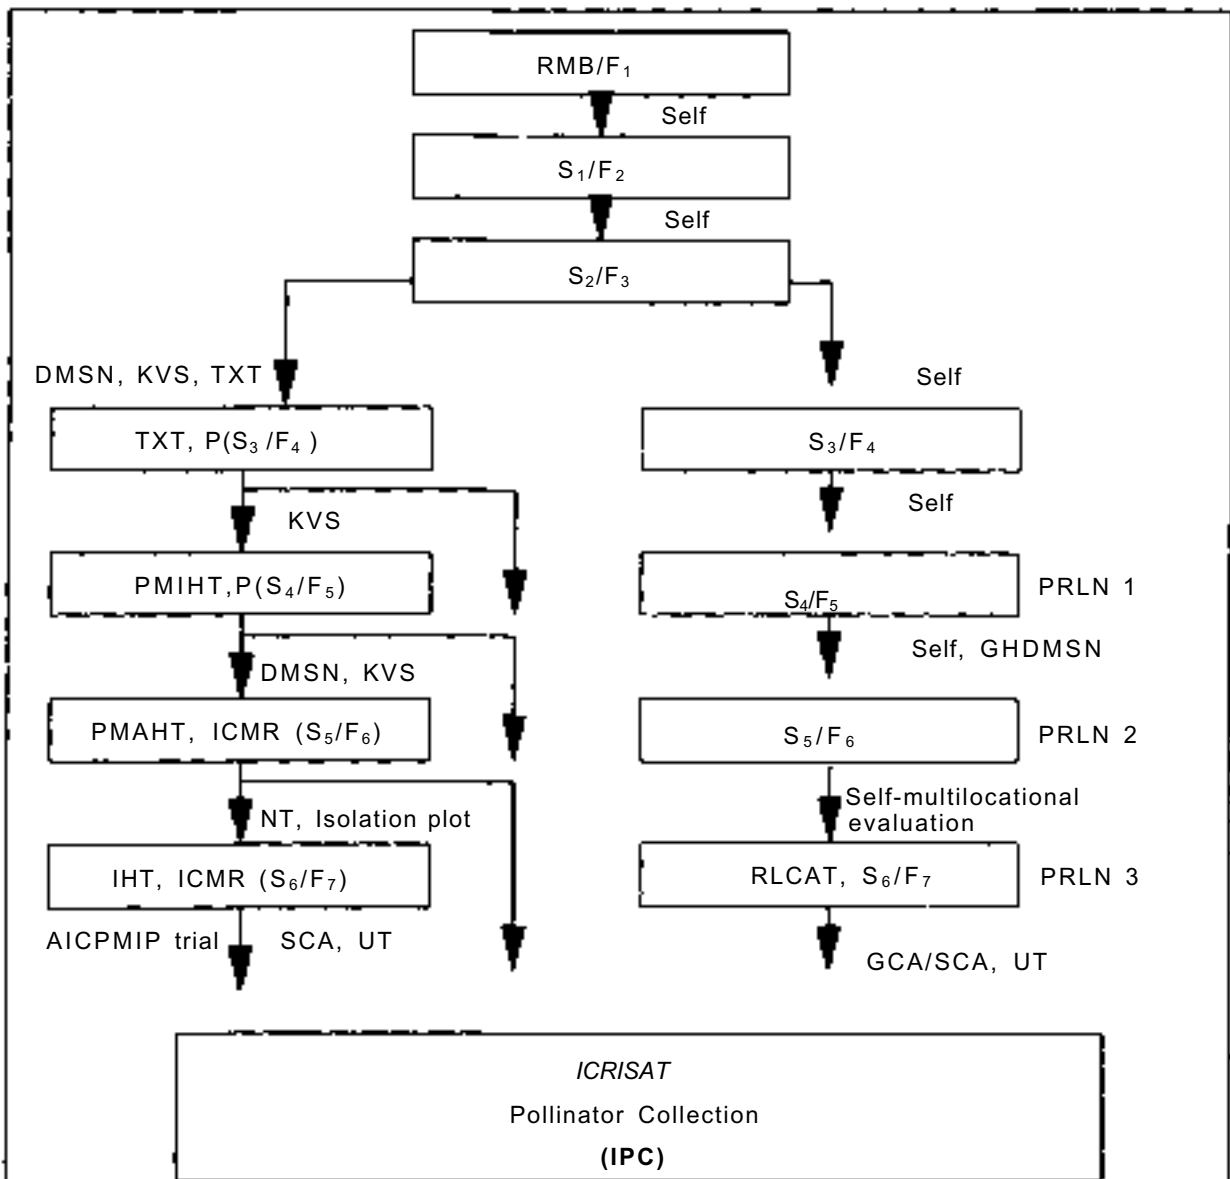 RMB/F₁
Self
S₁/F₂
Self
S₂/F₃
DMSN, KVS, TXT
Self
TXT, P(S₃/F₄ )
S₃/F₄
KVS
Self
PMIHT,P(S₄/F₅)
S₄/F₅
PRLN 1
DMSN, KVS
Self, GHDMSN
PMAHT, ICMR (S₅/F₆)
S₅/F₆
PRLN 2
NT, Isolation plot
Self-multilocational
evaluation
IHT, ICMR (S₆/F₇)
RLCAT, S₆/F₇
PRLN 3
AICPMIP trial
SCA, UT
GCA/SCA, UT
ICRISAT
Pollinator Collection
(IPC)